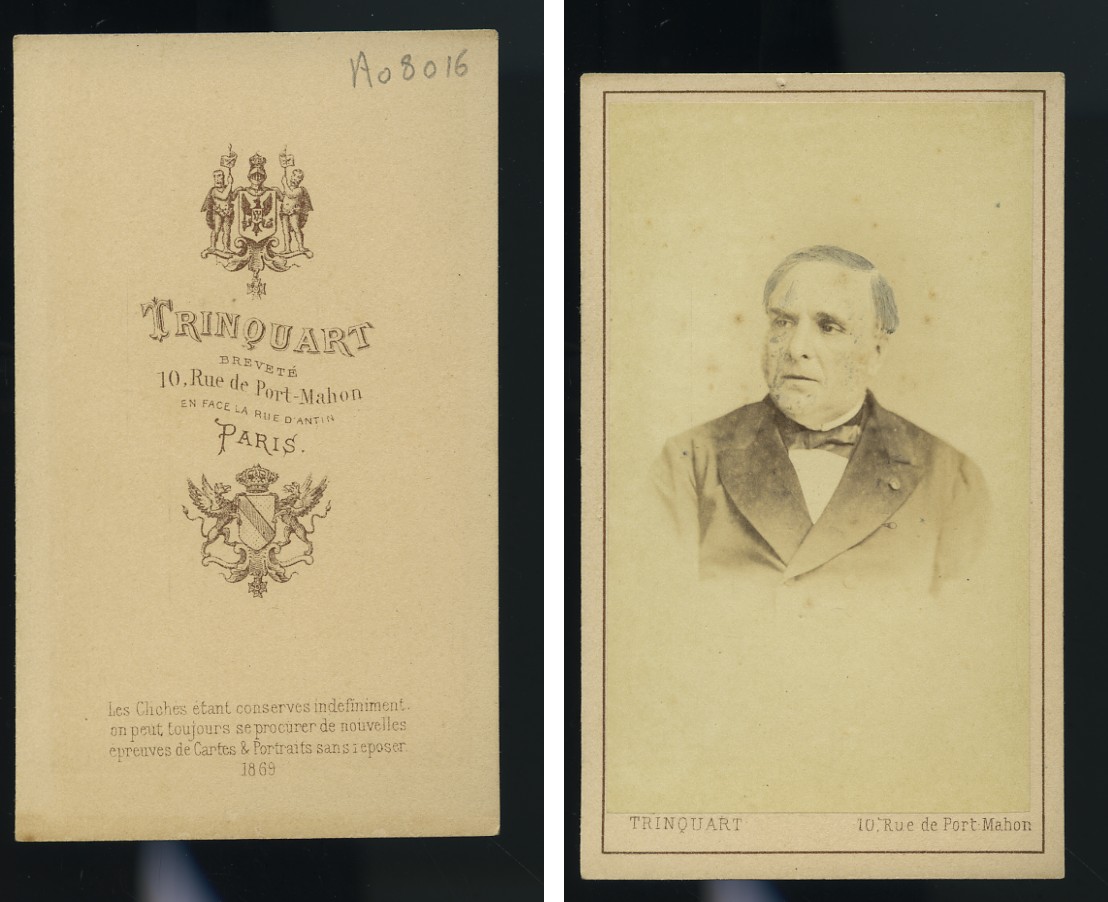 A08016
TRINQUART
BREVETÉ
10, Rue de Port-Mahon
EN FACE LA RUE D'ANTIN
PARIS.
Les Clichés étant conservés indéfiniment.
on peut toujours se procurer de nouvelles
épreuves de Cartes & Portraits sans reposer
1869
TRINQUART 10, Rue de Port-Mahon